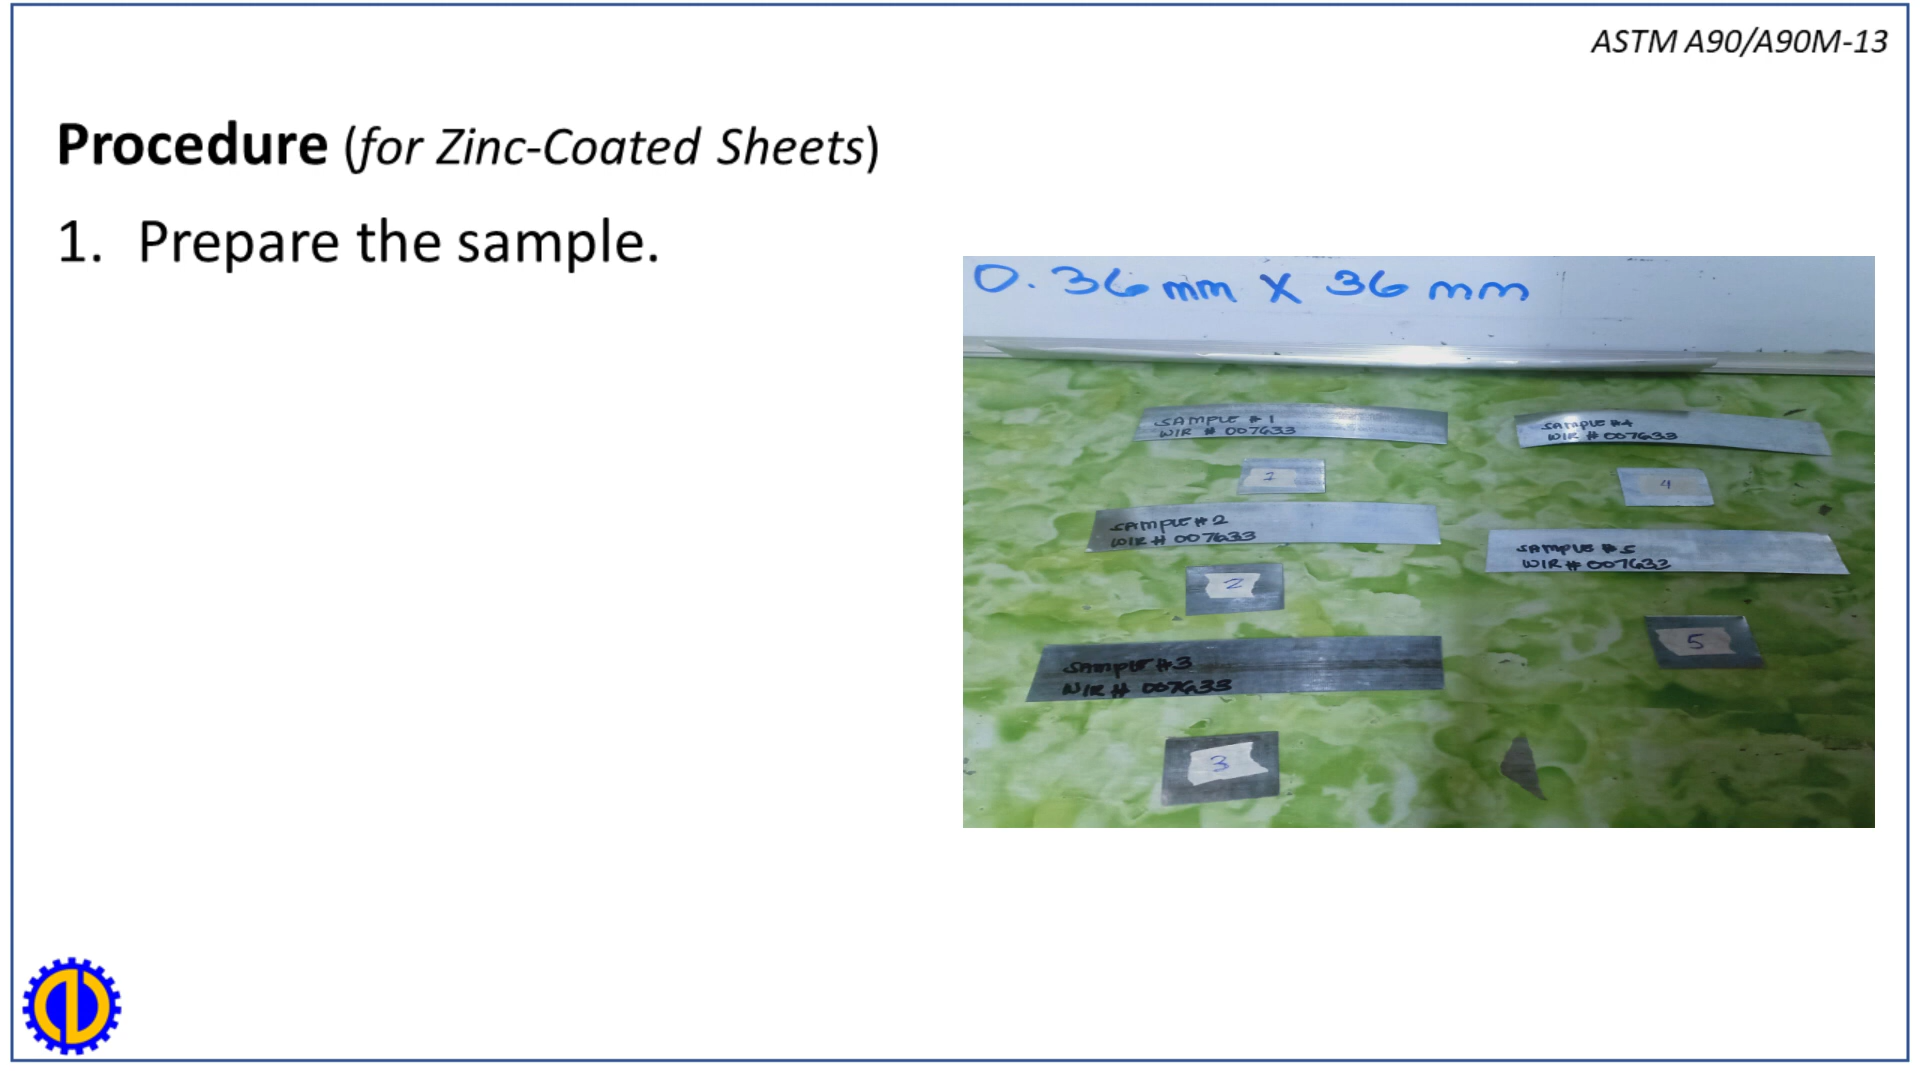 ASTM A90/A90M-13
Procedure (for Zinc-Coated Sheets)
1. Prepare the sample.
0.36 mm X 36 mm
SAMPLE # 1
WIR # 007633
1
SAMPLE #4
WIR # 007633
4
SAMPLE # 2
WIR # 007633
2
SAMPLE # 5
WIR # 007633
5
SAMPLE #3
WIR # 007633
3